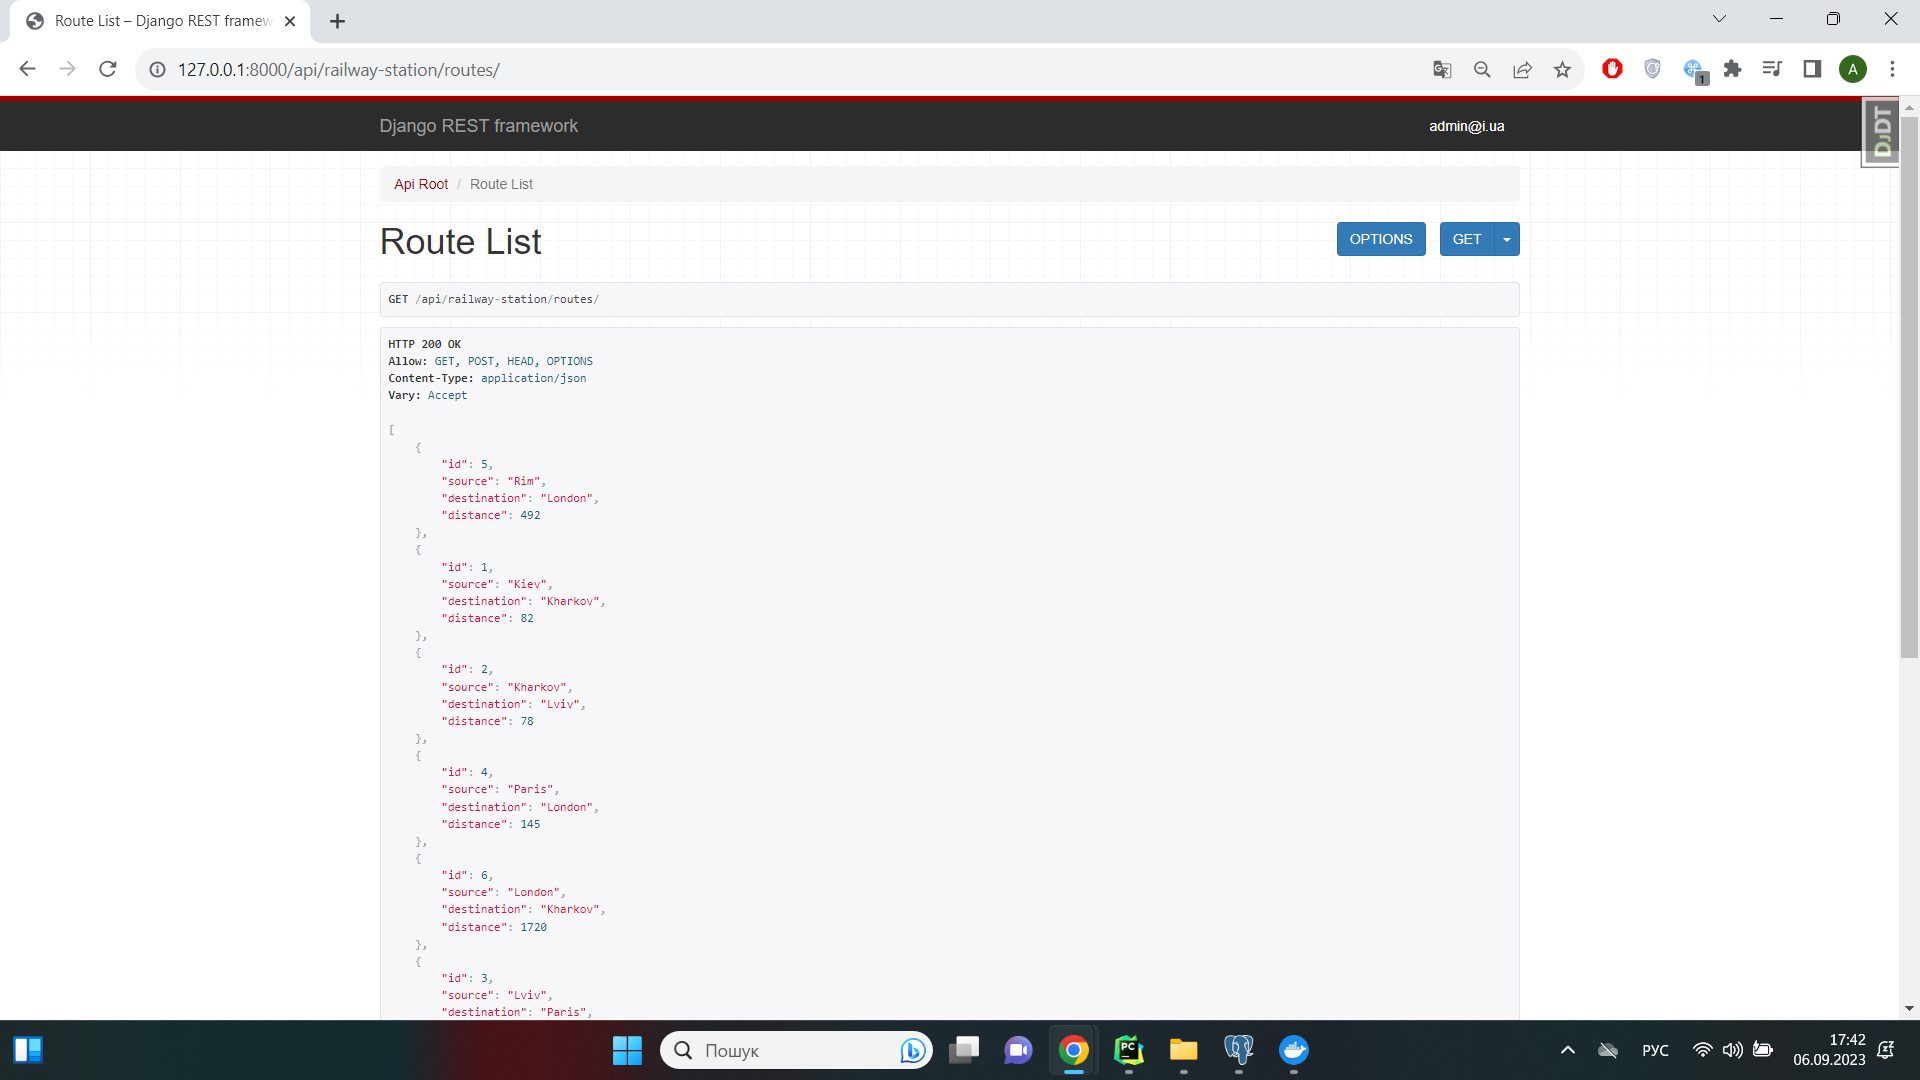 Route List – Django REST framew
127.0.0.1:8000/api/railway-station/routes/
1
A
Django REST framework
admin@i.ua
DJDT
Api Root / Route List
Route List
OPTIONS
GET
GET /api/railway-station/routes/
HTTP 200 OK
Allow: GET, POST, HEAD, OPTIONS
Content-Type: application/json
Vary: Accept
[
    {
        "id": 5,
        "source": "Rim",
        "destination": "London",
        "distance": 492
    },
    {
        "id": 1,
        "source": "Kiev",
        "destination": "Kharkov",
        "distance": 82
    },
    {
        "id": 2,
        "source": "Kharkov",
        "destination": "Lviv",
        "distance": 78
    },
    {
        "id": 4,
        "source": "Paris",
        "destination": "London",
        "distance": 145
    },
    {
        "id": 6,
        "source": "London",
        "destination": "Kharkov",
        "distance": 1720
    },
    {
        "id": 3,
        "source": "Lviv",
        "destination": "Paris",
Пошук
PC
РУС
17:42
06.09.2023